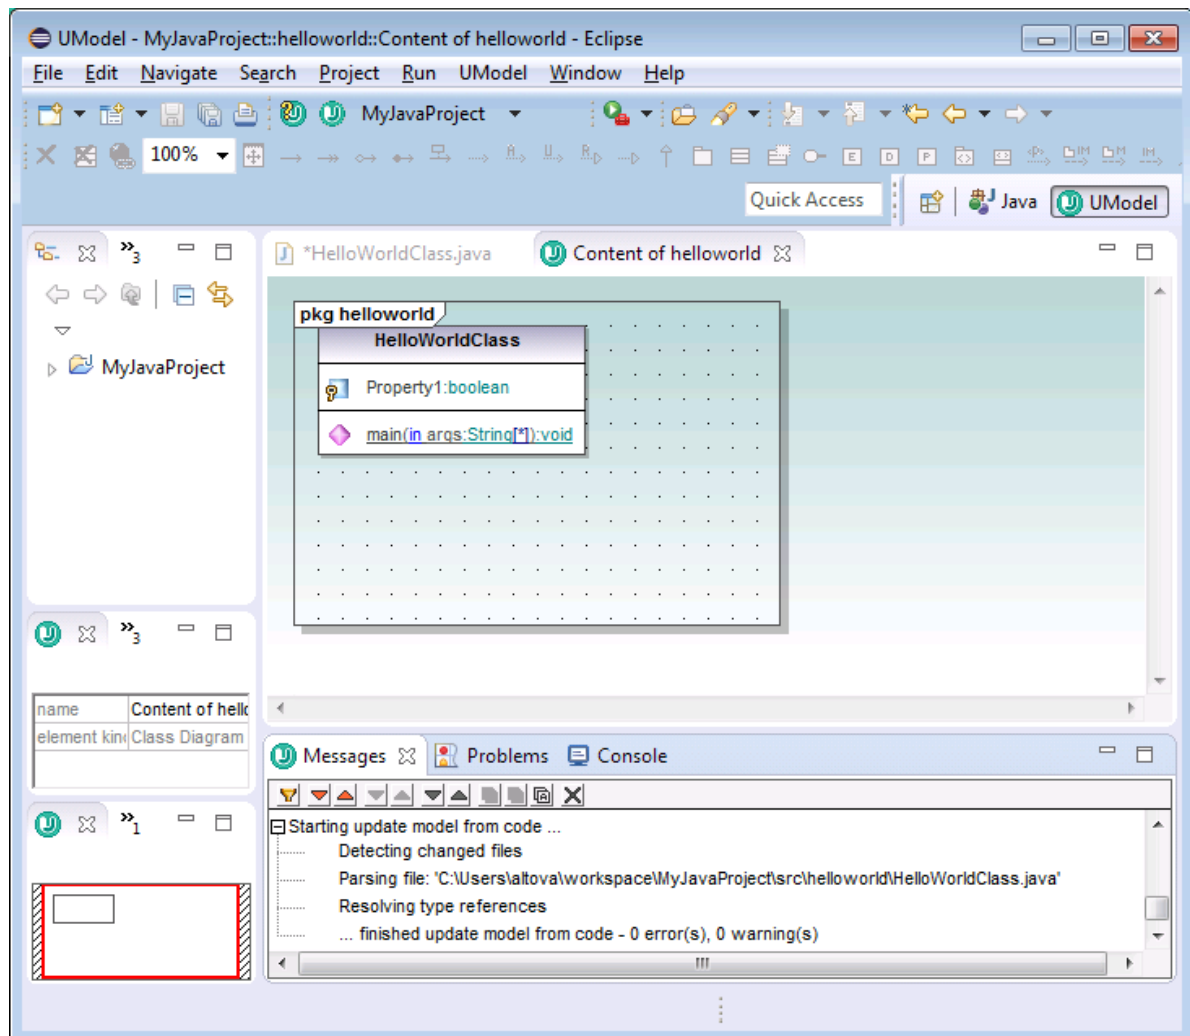 UModel - MyJavaProject::helloworld::Content of helloworld - Eclipse
File Edit Navigate Search Project Run UModel Window Help
MyJavaProject
100%
E D P
Quick Access Java UModel
»3
*HelloWorldClass.java Content of helloworld
MyJavaProject
pkg helloworld
HelloWorldClass
Property1:boolean
main(in args:String[*]):void
»3
name Content of hello
element kin Class Diagram
»1
Messages Problems Console
Starting update model from code ...
Detecting changed files
Parsing file: 'C:\Users\altova\workspace\MyJavaProject\src\helloworld\HelloWorldClass.java'
Resolving type references
... finished update model from code - 0 error(s), 0 warning(s)